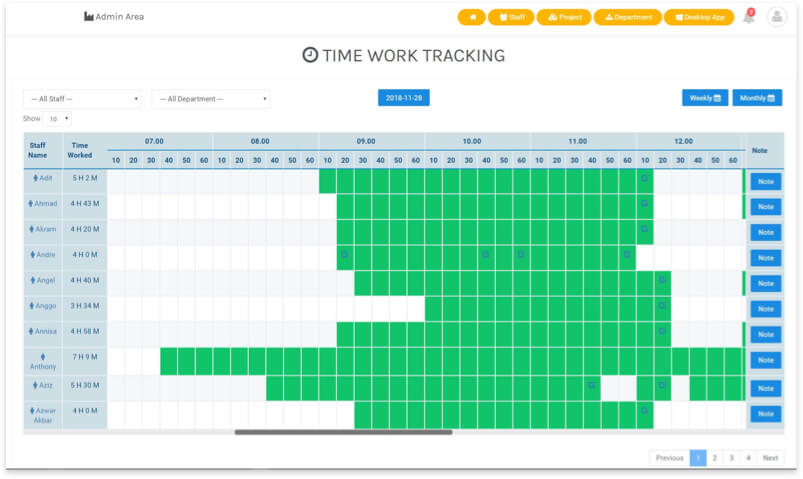 Admin Area
Staff Project Department Desktop App
7
TIME WORK TRACKING
--- All Staff --- --- All Department --- 2018-11-28 Weekly Monthly
Show 10
Staff Name Time Worked 07.00 08.00 09.00 10.00 11.00 12.00 Note
10 20 30 40 50 60 10 20 30 40 50 60 10 20 30 40 50 60 10 20 30 40 50 60 10 20 30 40 50 60 10 20 30 40 50 60
Adit 5 H 2 M Note
Ahmad 4 H 43 M Note
Akram 4 H 20 M Note
Andre 4 H 0 M Note
Angel 4 H 40 M Note
Anggo 3 H 34 M Note
Annisa 4 H 58 M Note
Anthony 7 H 9 M Note
Aziz 5 H 30 M Note
Azwar Akbar 4 H 0 M Note
Previous 1 2 3 4 Next